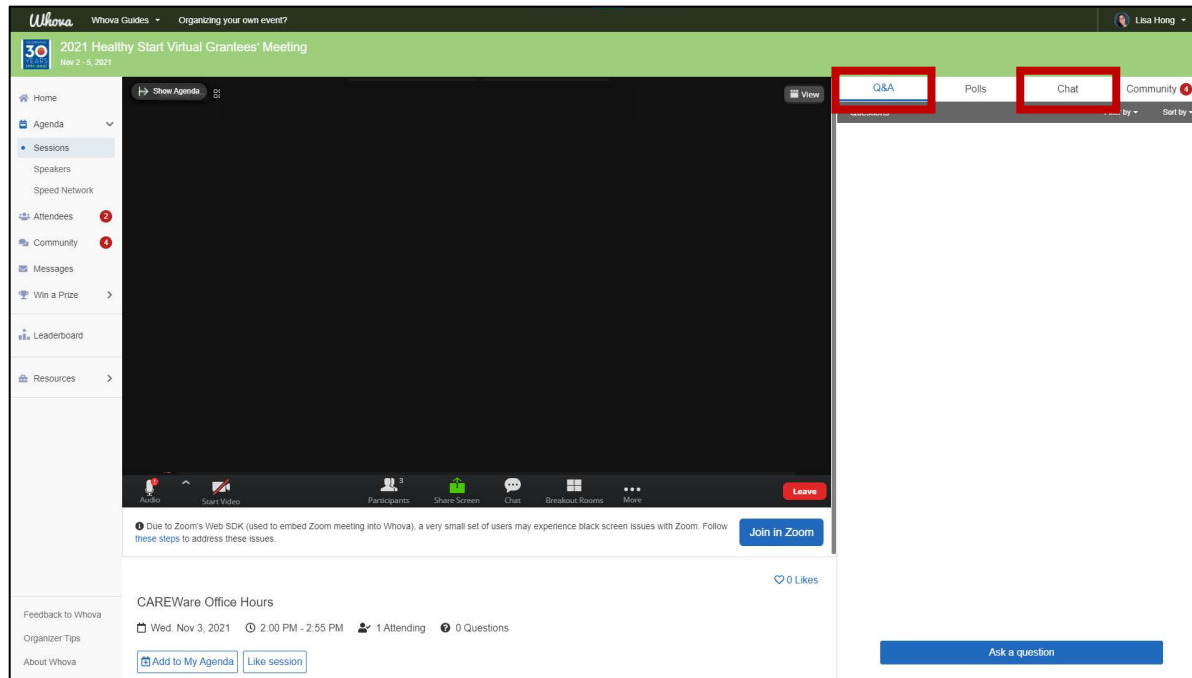 Whova Whova Guides Organizing your own event? Lisa Hong
30 YEARS 2021 Healthy Start Virtual Grantees' Meeting
Nov 2 - 5, 2021
Home
Agenda
Sessions
Speakers
Speed Network
Attendees 2
Community 4
Messages
Win a Prize
Leaderboard
Resources
Feedback to Whova
Organizer Tips
About Whova
Show Agenda View
Audio Start Video Participants 3 Share Screen Chat Breakout Rooms More Leave
Due to Zoom's Web SDK (used to embed Zoom meeting into Whova), a very small set of users may experience black screen issues with Zoom. Follow
these steps to address these issues.
Join in Zoom
0 Likes
CAREWare Office Hours
Wed. Nov 3, 2021 2:00 PM - 2:55 PM 1 Attending 0 Questions
Add to My Agenda Like session
Q&A Polls Chat Community 4
Questions by Sort by
Ask a question